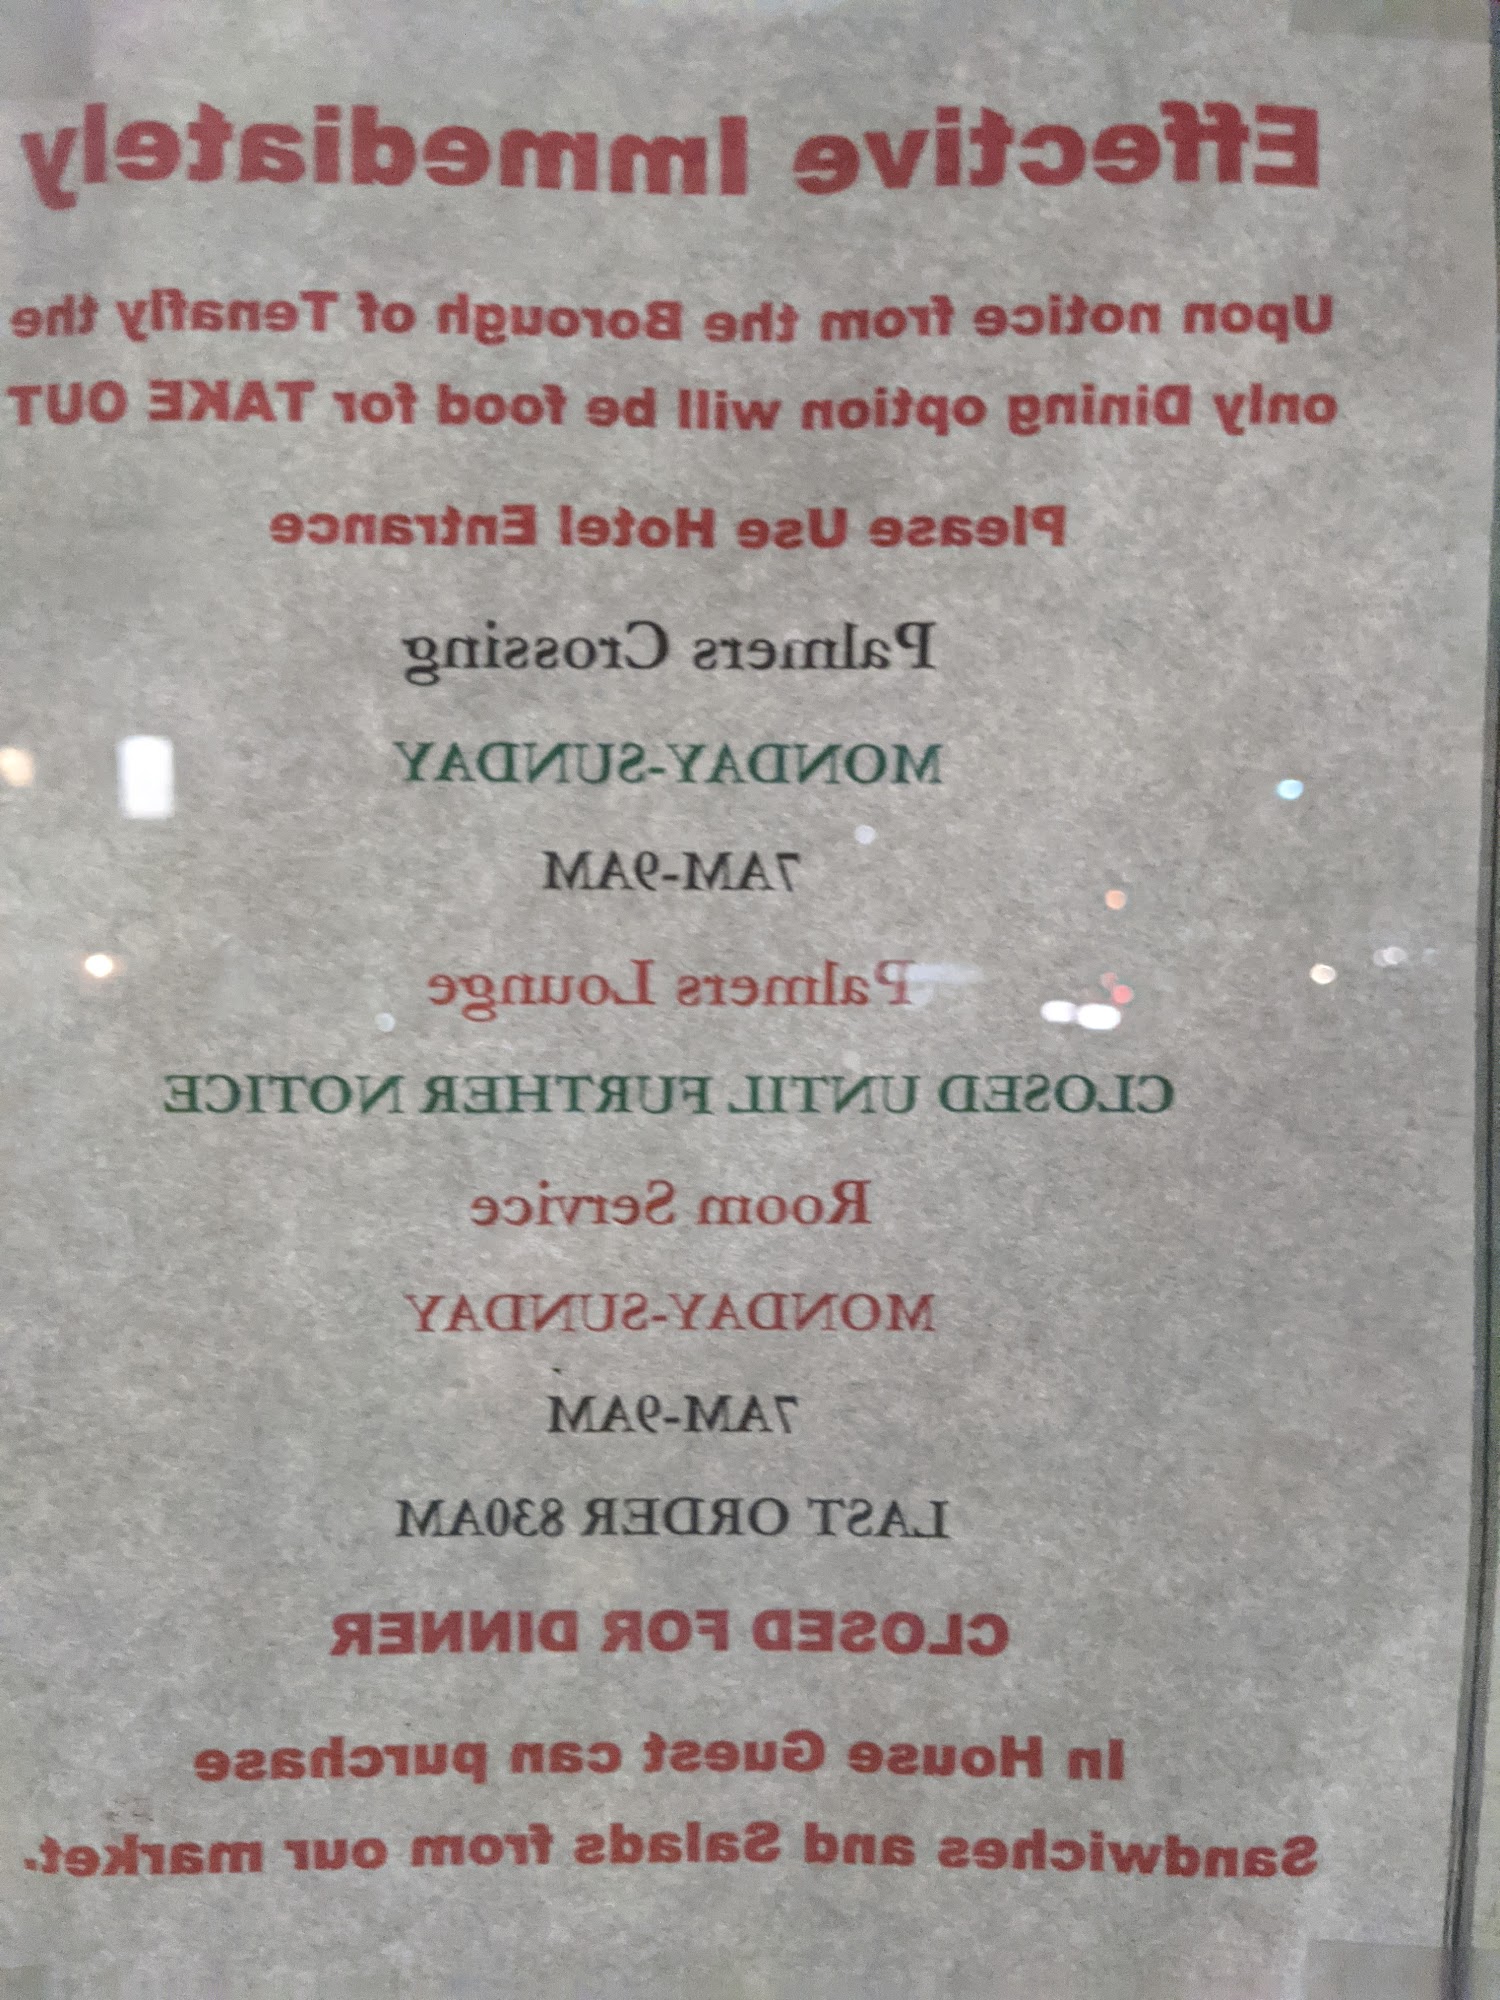 Effective Immediately
Upon notice from the Borough of Tenafly the
only Dining option will be food for TAKE OUT
Please Use Hotel Entrance
Palmers Crossing
MONDAY-SUNDAY
7AM-9AM
Palmers Lounge
CLOSED UNTIL FURTHER NOTICE
Room Service
MONDAY-SUNDAY
7AM-9AM
LAST ORDER 830AM
CLOSED FOR DINNER
In House Guest can purchase
Sandwiches and Salads from our market.